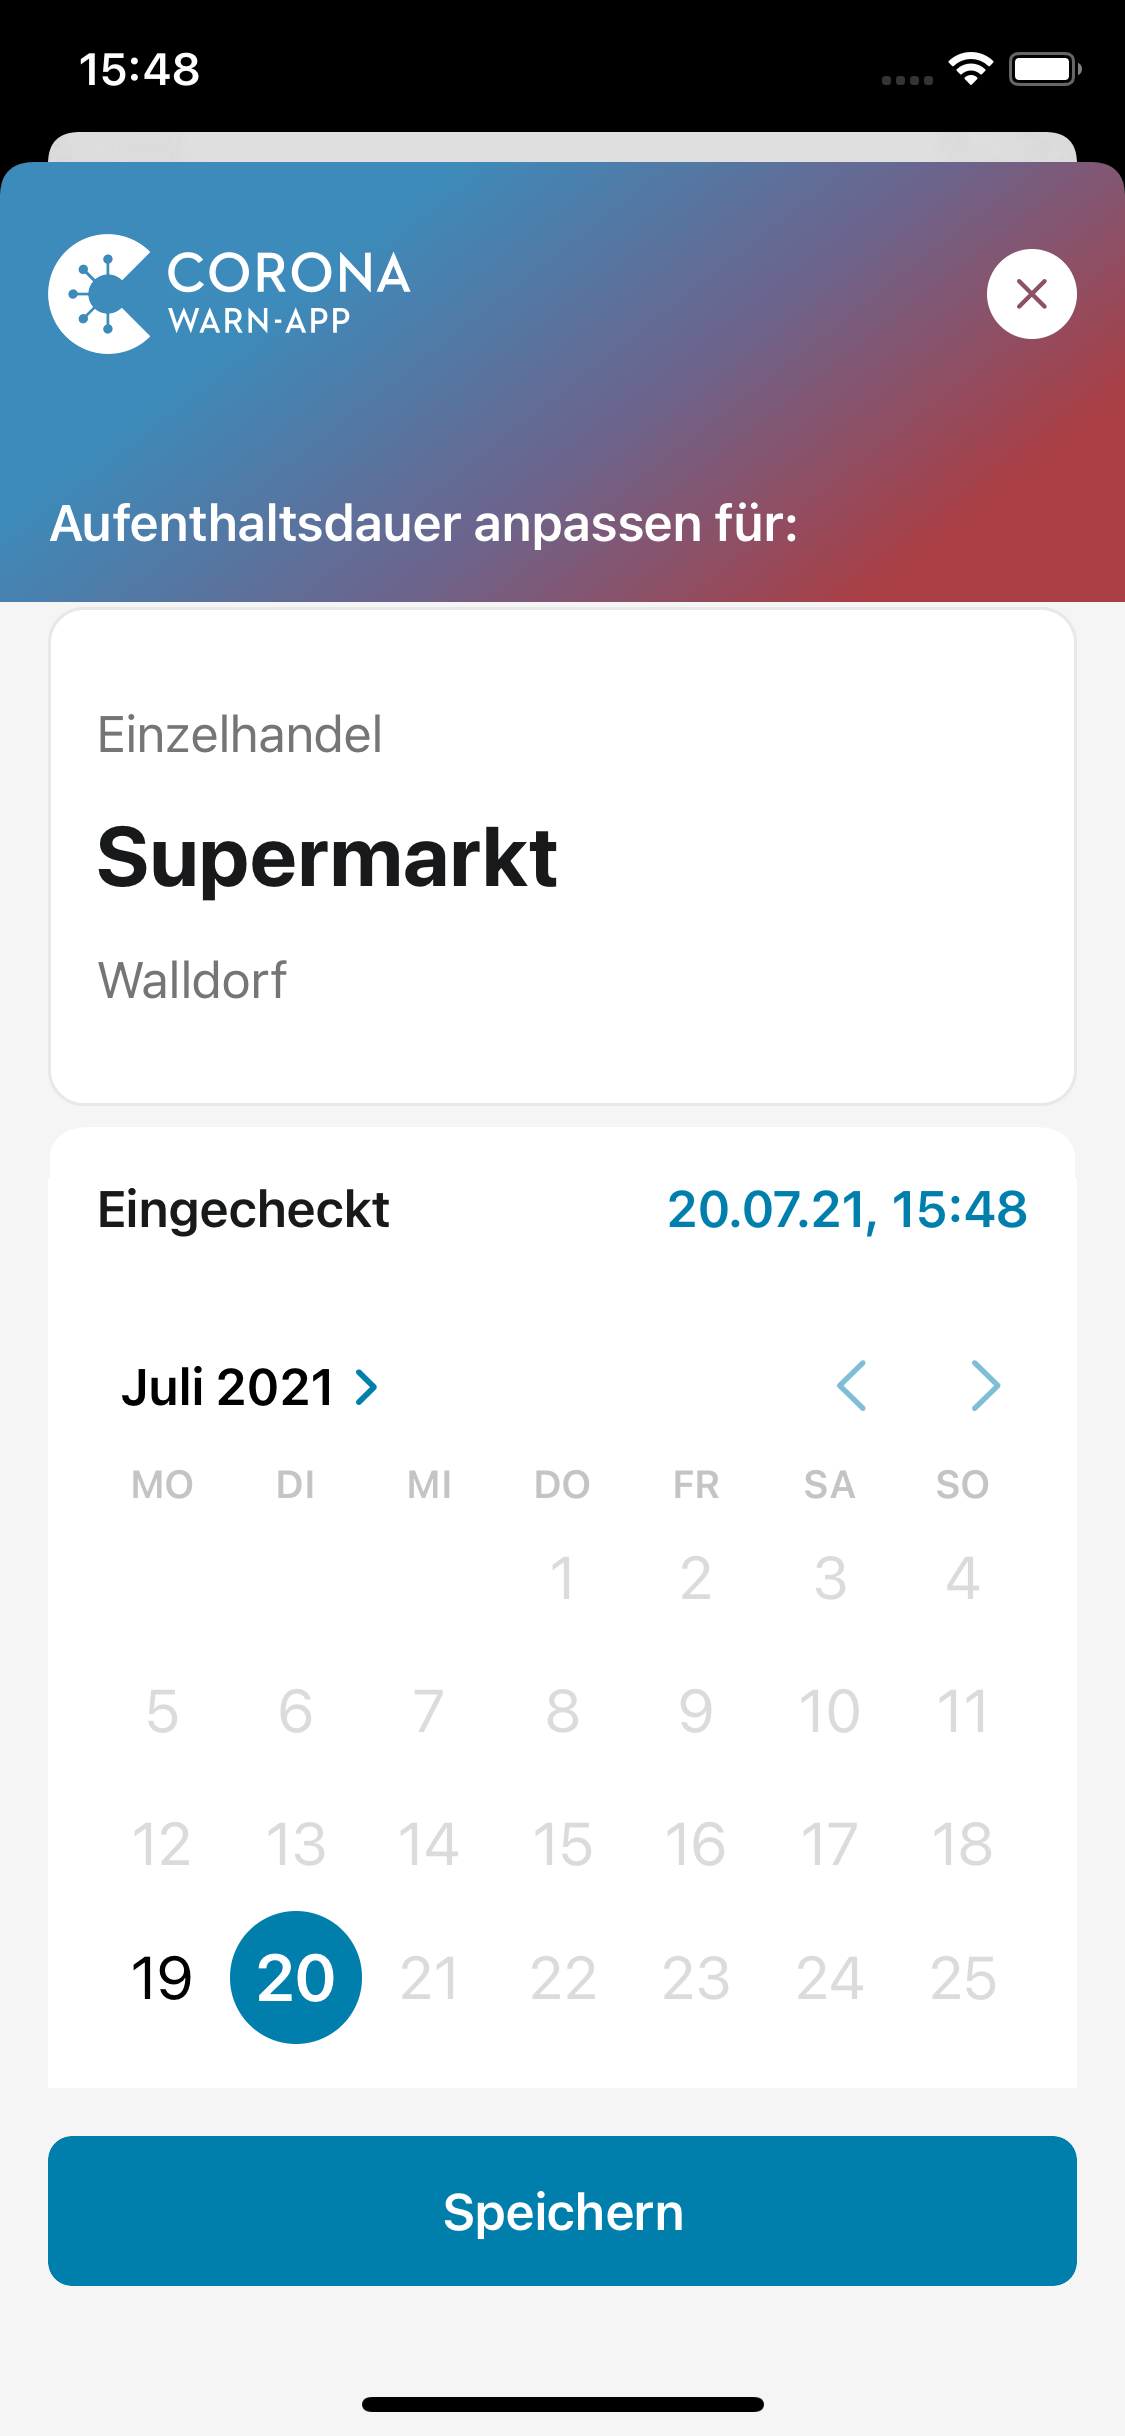 15:48
CORONA
WARN-APP
Aufenthaltsdauer anpassen für:
Einzelhandel
Supermarkt
Walldorf
Eingecheckt 20.07.21, 15:48
Juli 2021
MO DI MI DO FR SA SO
1 2 3 4
5 6 7 8 9 10 11
12 13 14 15 16 17 18
19 20 21 22 23 24 25
Speichern